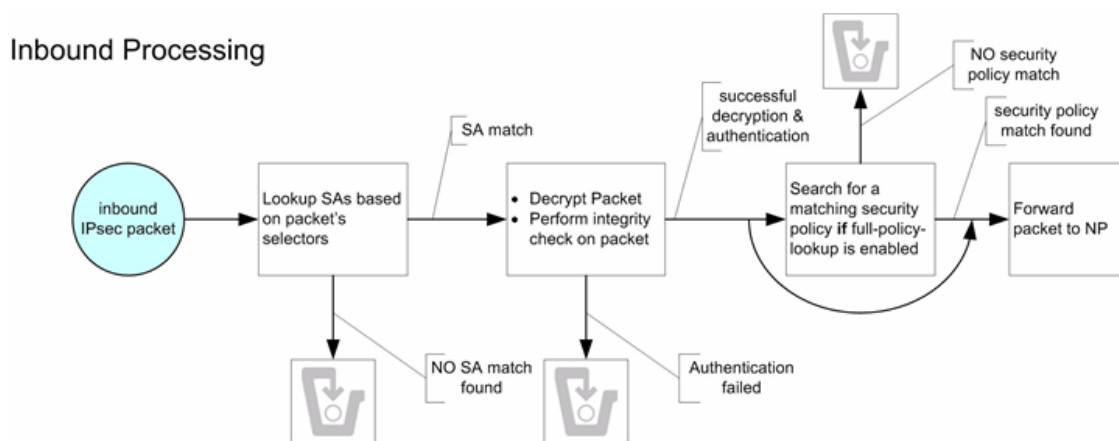 Inbound Processing
NO security
policy match
successful
decryption &
authentication
security policy
match found
SA match
inbound
IPsec packet
Lookup SAs based
on packet's
selectors
• Decrypt Packet
• Perform integrity
check on packet
Search for a
matching security
policy if full-policy-
lookup is enabled
Forward
packet to NP
NO SA match
found
Authentication
failed